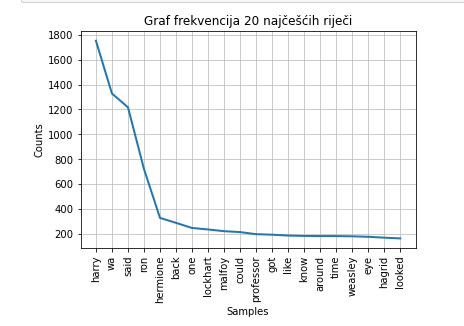 Graf frekvencija 20 najčešćih riječi
1800
1600
1400
1200
1000
800
600
400
200
Counts
harry
wa
said
ron
hermione
back
one
lockhart
malfoy
could
professor
got
like
know
around
time
weasley
eye
hagrid
looked
Samples